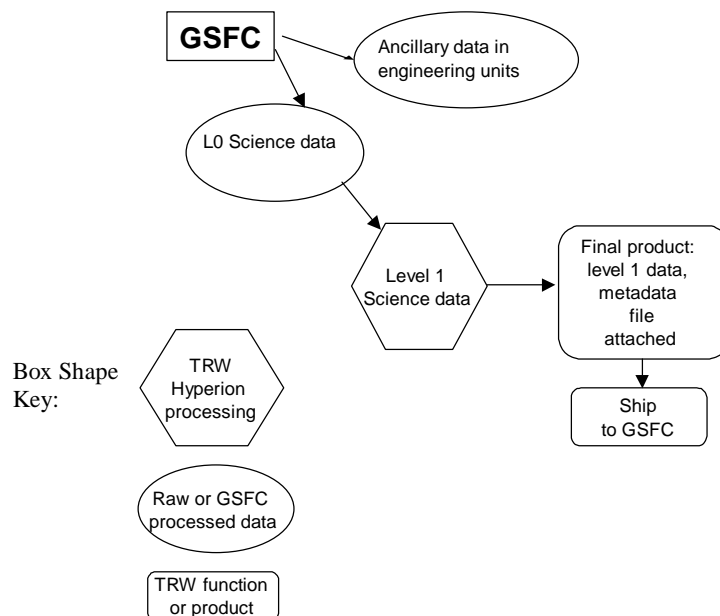 GSFC
Ancillary data in
engineering units
L0 Science data
Level 1
Science data
Final product:
level 1 data,
metadata
file
attached
Ship
to GSFC
Box Shape
Key:
TRW
Hyperion
processing
Raw or GSFC
processed data
TRW function
or product